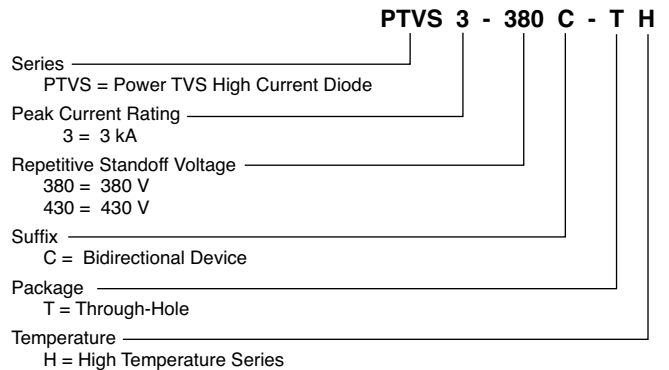 PTVS 3 - 380 C - T H
Series
PTVS = Power TVS High Current Diode
Peak Current Rating
3 = 3 kA
Repetitive Standoff Voltage
380 = 380 V
430 = 430 V
Suffix
C = Bidirectional Device
Package
T = Through-Hole
Temperature
H = High Temperature Series